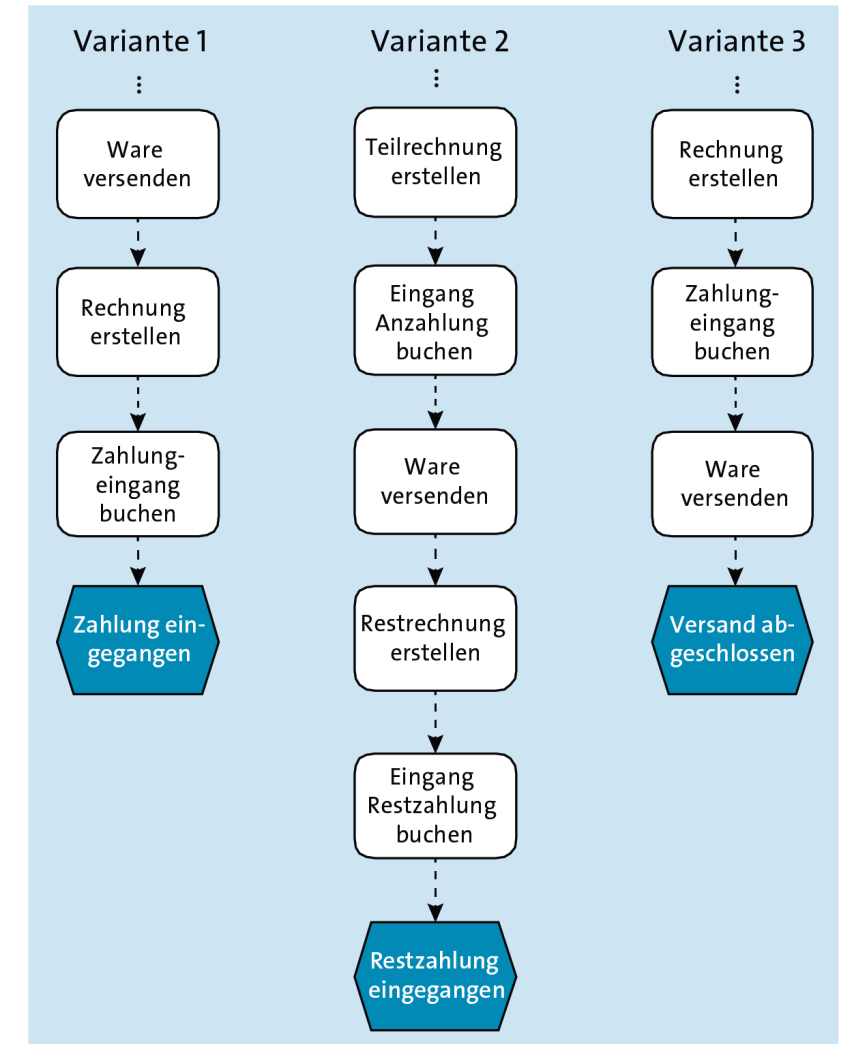 Variante 1
⋮
Ware
versenden
Rechnung
erstellen
Zahlung-
eingang
buchen
Zahlung ein-
gegangen
Variante 2
⋮
Teilrechnung
erstellen
Eingang
Anzahlung
buchen
Ware
versenden
Restrechnung
erstellen
Eingang
Restzahlung
buchen
Restzahlung
eingegangen
Variante 3
⋮
Rechnung
erstellen
Zahlung-
eingang
buchen
Ware
versenden
Versand ab-
geschlossen